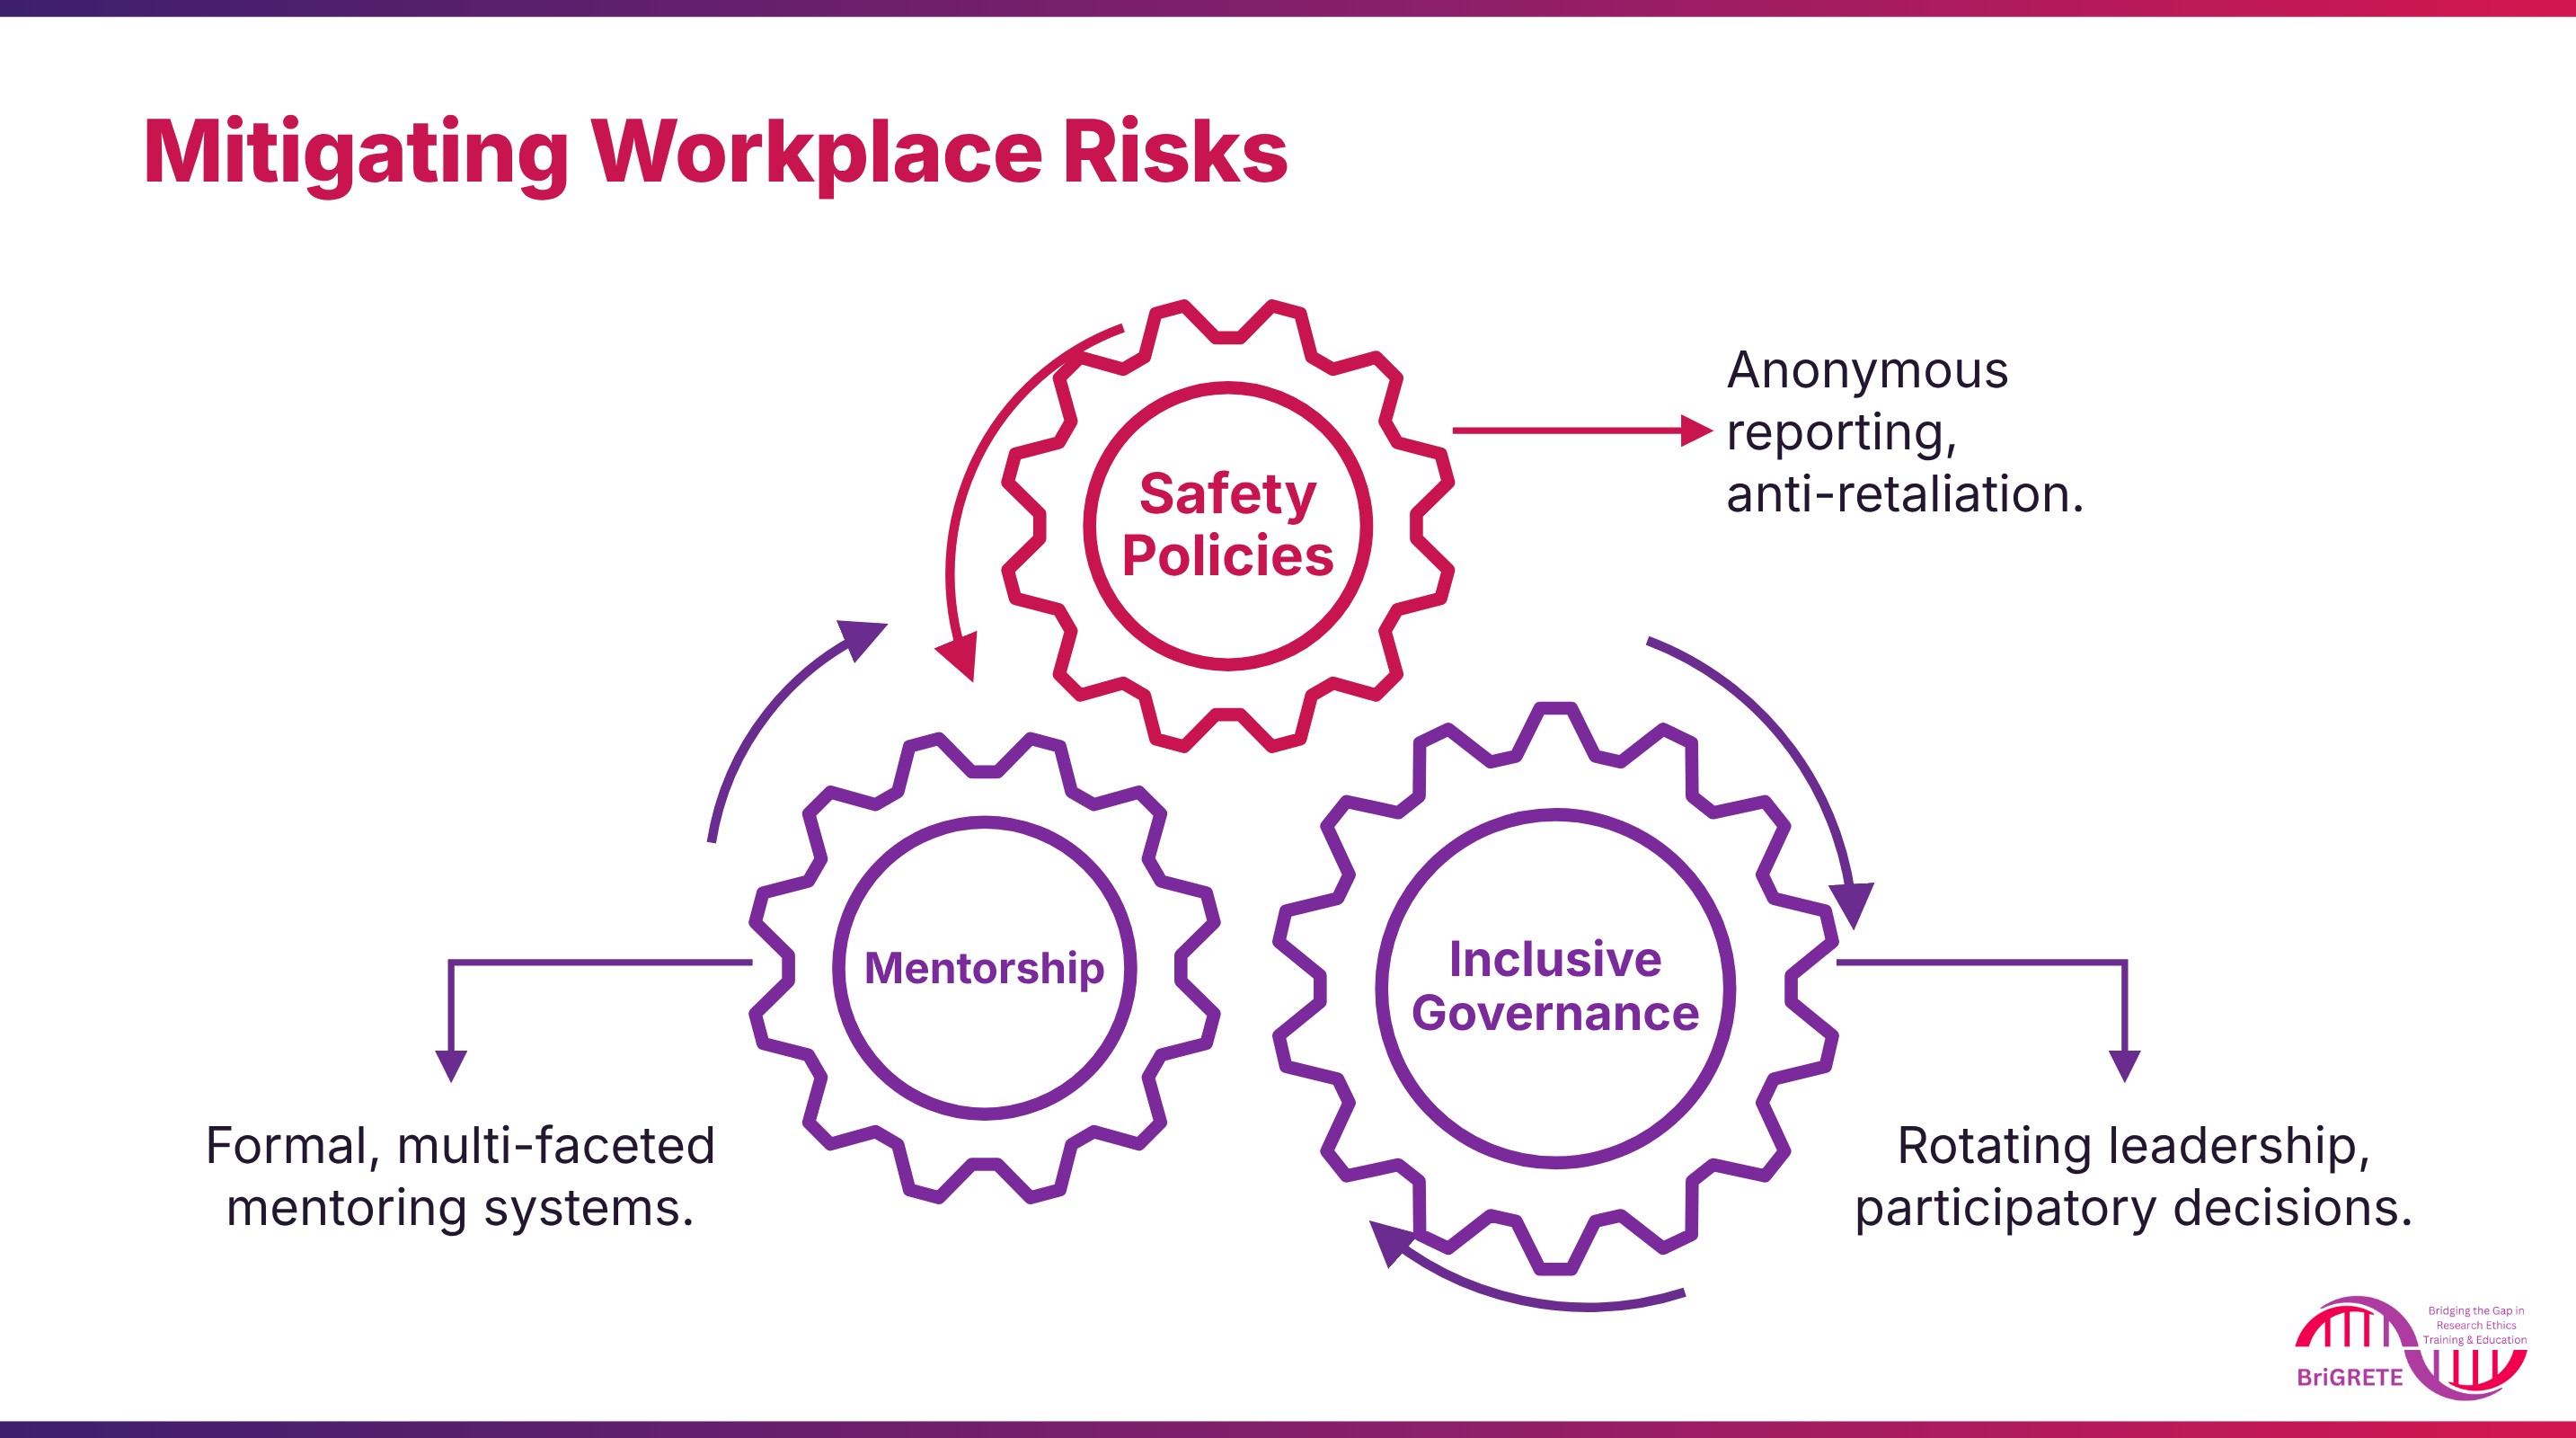 Mitigating Workplace Risks
Safety
Policies
Anonymous
reporting,
anti-retaliation.
Mentorship
Inclusive
Governance
Formal, multi-faceted
mentoring systems.
Rotating leadership,
participatory decisions.
Bridging the Gap in
Research Ethics
Training & Education
BriGRETE